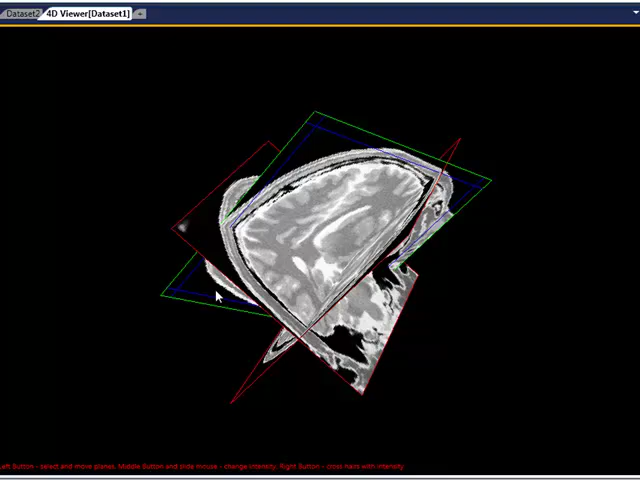 Dataset2 4D Viewer[Dataset1] +
Left Button - select and move planes. Middle Button and slide mouse - change intensity. Right Button - cross hairs with intensity